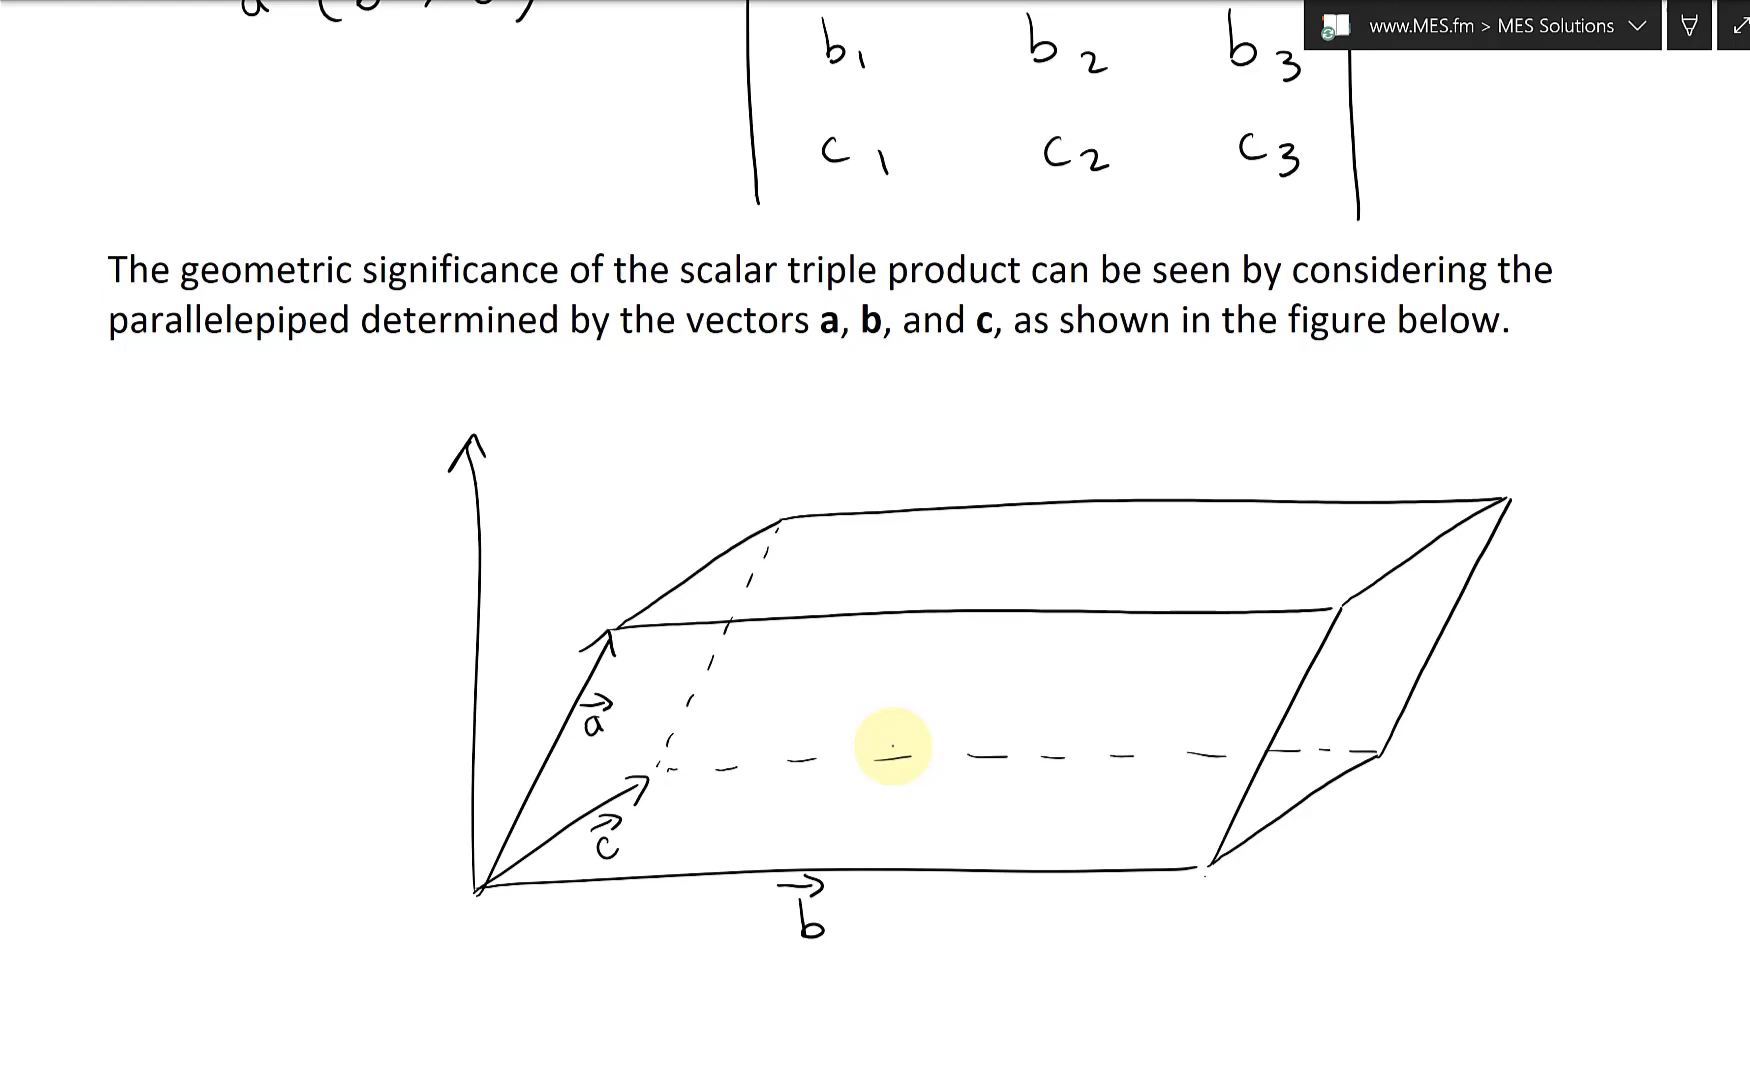 www.MES.fm > MES Solutions
b₁ b₂ b₃
c₁ c₂ c₃
The geometric significance of the scalar triple product can be seen by considering the
parallelepiped determined by the vectors a, b, and c, as shown in the figure below.
a
c
b